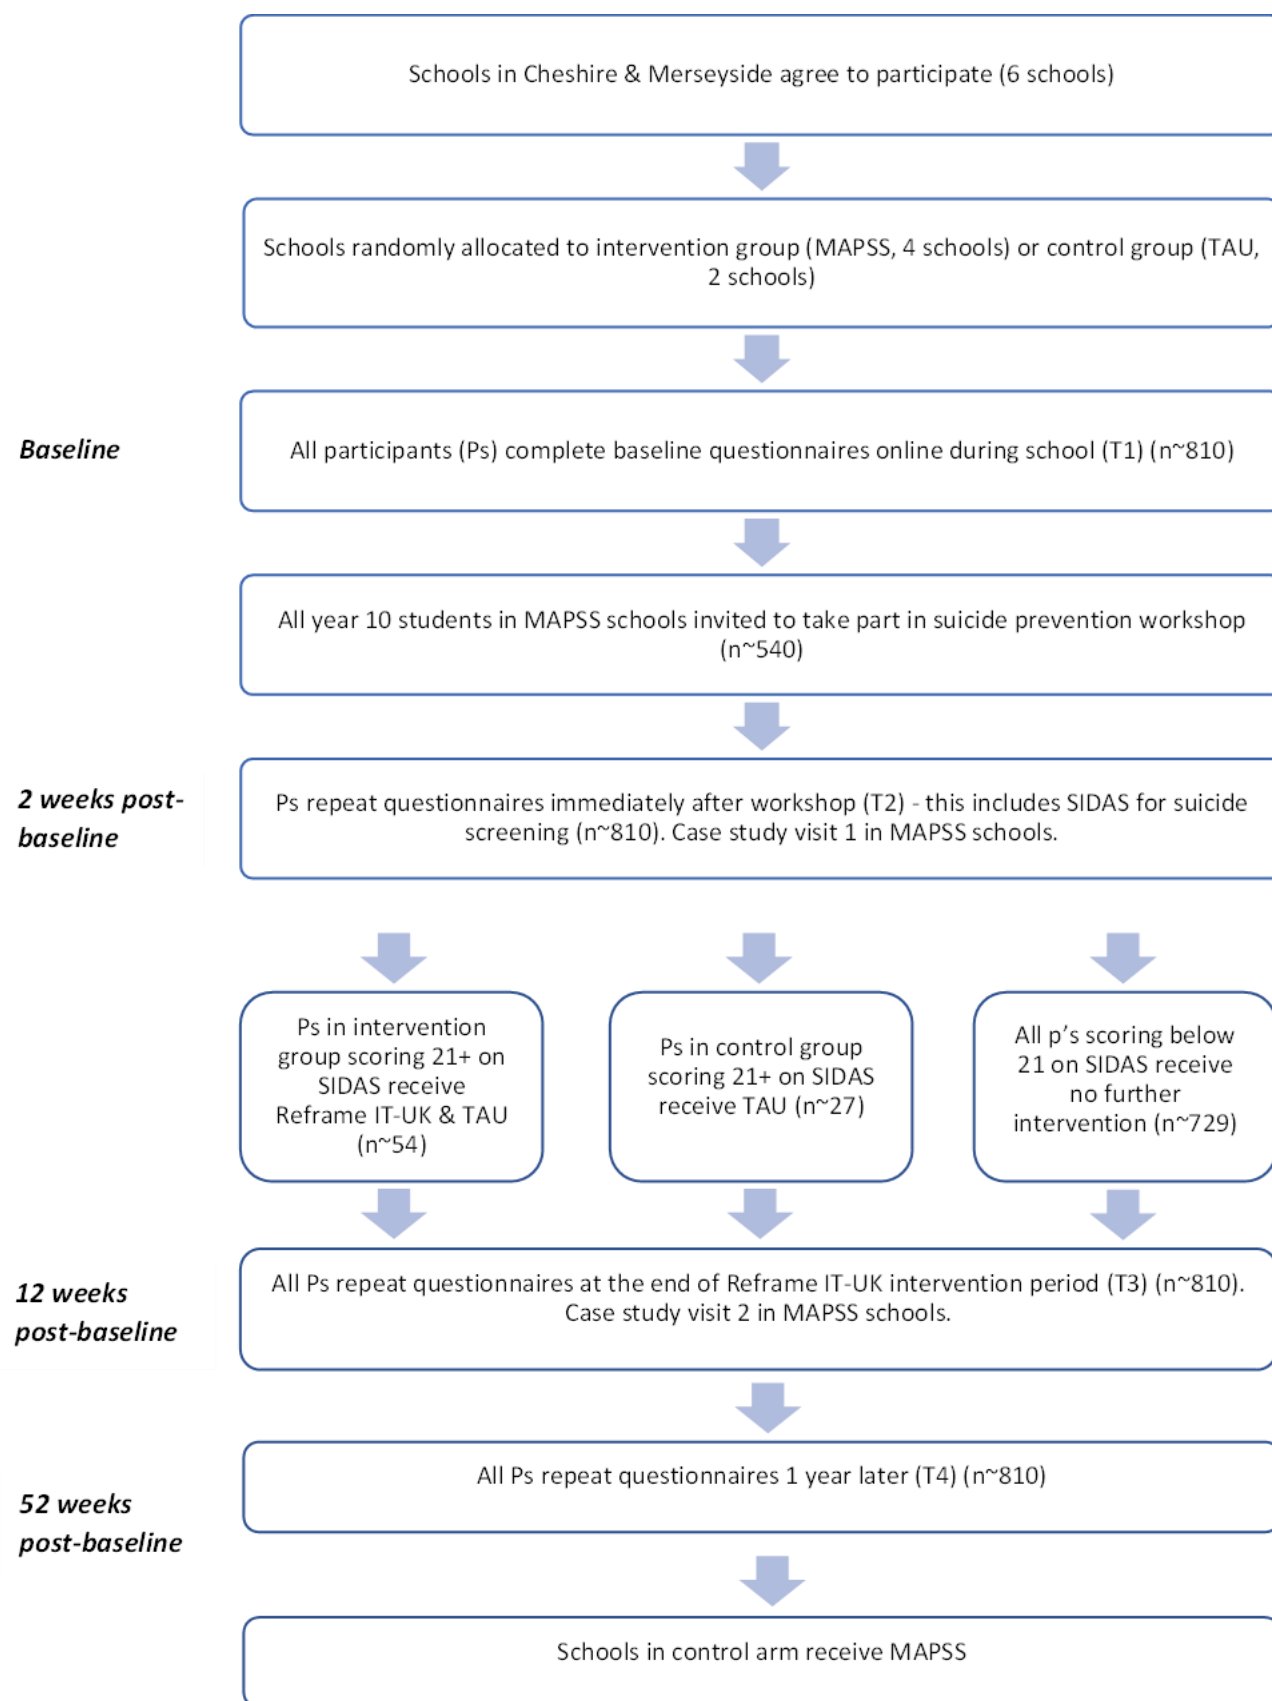 Schools in Cheshire & Merseyside agree to participate (6 schools)
Schools randomly allocated to intervention group (MAPSS, 4 schools) or control group (TAU,
2 schools)
Baseline
All participants (Ps) complete baseline questionnaires online during school (T1) (n~810)
All year 10 students in MAPSS schools invited to take part in suicide prevention workshop
(n~540)
2 weeks post-
baseline
Ps repeat questionnaires immediately after workshop (T2) - this includes SIDAS for suicide
screening (n~810). Case study visit 1 in MAPSS schools.
Ps in intervention
group scoring 21+ on
SIDAS receive
Reframe IT-UK & TAU
(n~54)
Ps in control group
scoring 21+ on SIDAS
receive TAU (n~27)
All p's scoring below
21 on SIDAS receive
no further
intervention (n~729)
12 weeks
post-baseline
All Ps repeat questionnaires at the end of Reframe IT-UK intervention period (T3) (n~810).
Case study visit 2 in MAPSS schools.
52 weeks
post-baseline
All Ps repeat questionnaires 1 year later (T4) (n~810)
Schools in control arm receive MAPSS